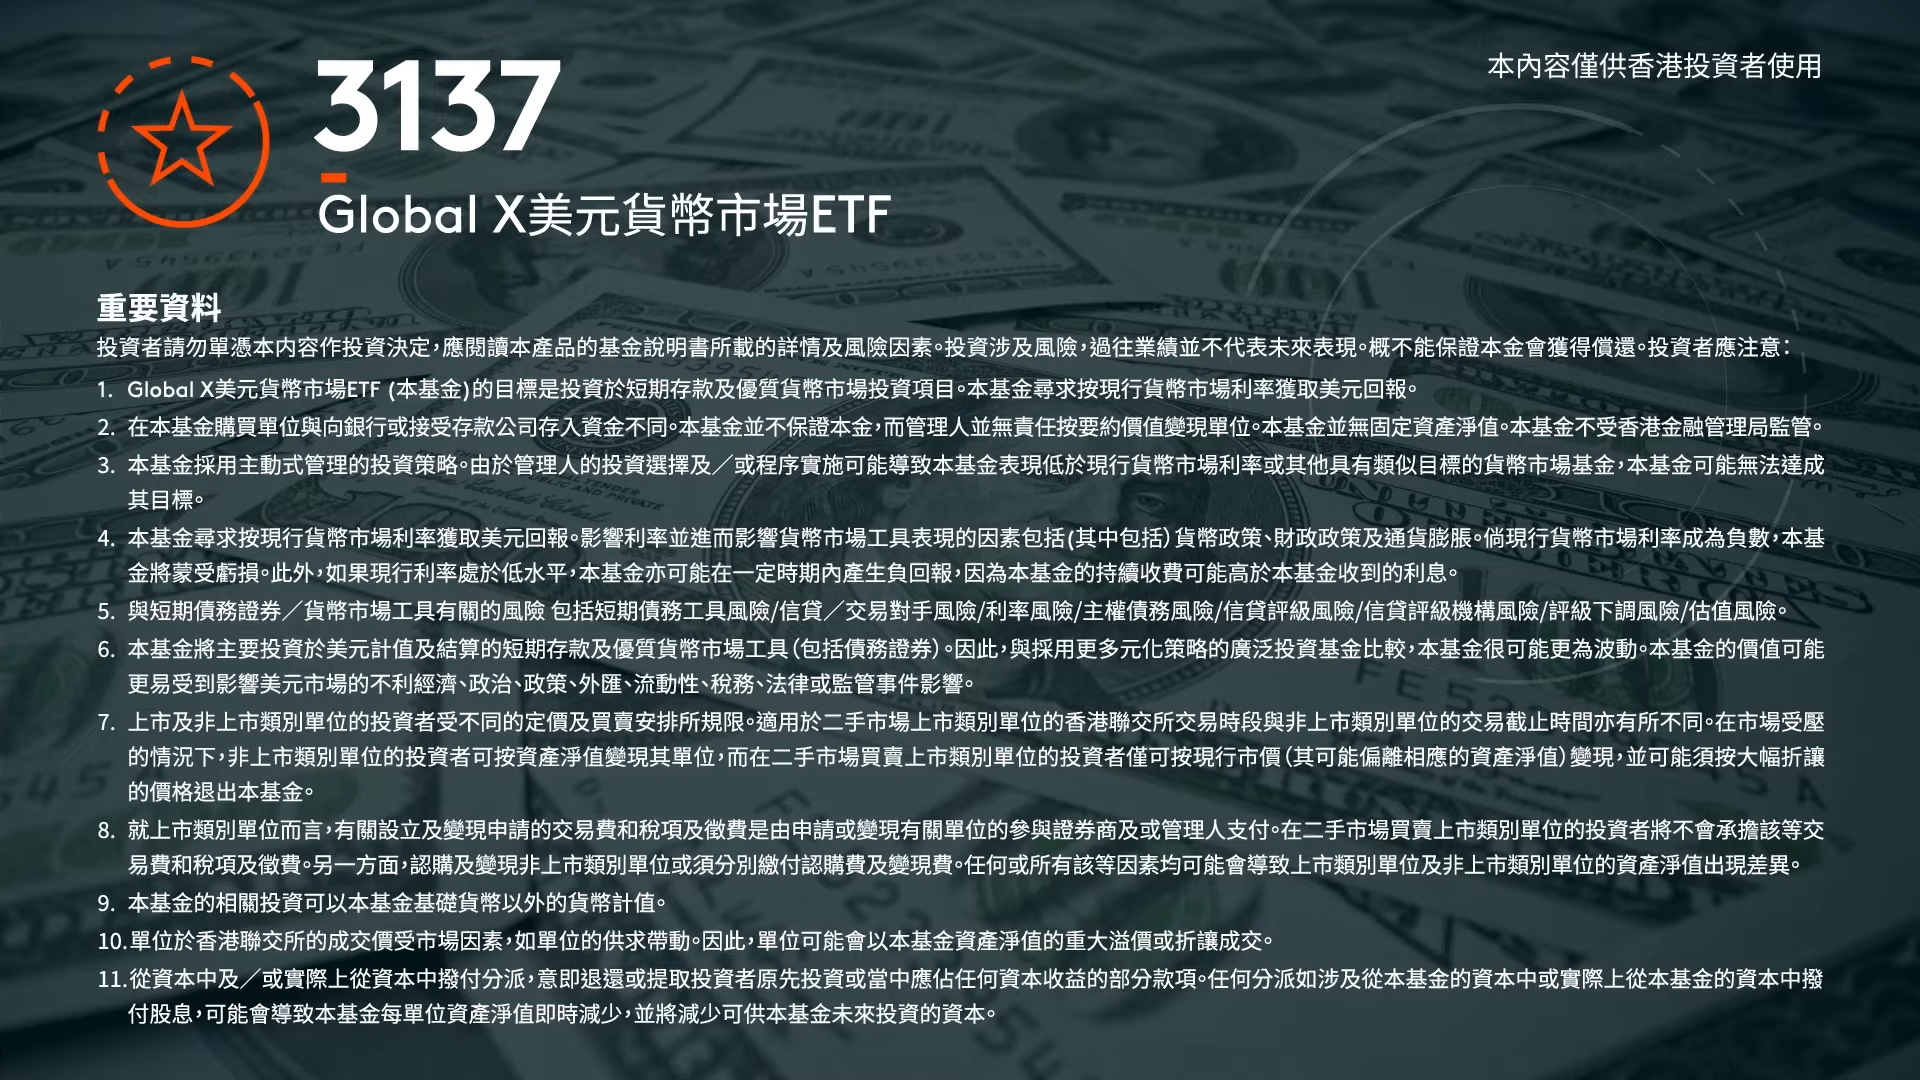 3137
本內容僅供香港投資者使用
Global X美元貨幣市場ETF
重要資料
投資者請勿單憑本内容作投資決定，應閱讀本產品的基金說明書所載的詳情及風險因素。投資涉及風險，過往業績並不代表未來表現。概不能保證本金會獲得償還。投資者應注意：
1. Global X美元貨幣市場ETF (本基金)的目標是投資於短期存款及優質貨幣市場投資項目。本基金尋求按現行貨幣市場利率獲取美元回報。
2. 在本基金購買單位與向銀行或接受存款公司存入資金不同。本基金並不保證本金，而管理人並無責任按要約價值變現單位。本基金並無固定資產淨值。本基金不受香港金融管理局監管。
3. 本基金採用主動式管理的投資策略。由於管理人的投資選擇及／或程序實施可能導致本基金表現低於現行貨幣市場利率或其他具有類似目標的貨幣市場基金，本基金可能無法達成
其目標。
4. 本基金尋求按現行貨幣市場利率獲取美元回報。影響利率並進而影響貨幣市場工具表現的因素包括(其中包括）貨幣政策、財政政策及通貨膨脹。倘現行貨幣市場利率成為負數，本基
金將蒙受虧損。此外，如果現行利率處於低水平，本基金亦可能在一定時期內產生負回報，因為本基金的持續收費可能高於本基金收到的利息。
5. 與短期債務證券／貨幣市場工具有關的風險 包括短期債務工具風險/信貸／交易對手風險/利率風險/主權債務風險/信貸評級風險/信貸評級機構風險/評級下調風險/估值風險。
6. 本基金將主要投資於美元計值及結算的短期存款及優質貨幣市場工具（包括債務證券）。因此，與採用更多元化策略的廣泛投資基金比較，本基金很可能更為波動。本基金的價值可能
更易受到影響美元市場的不利經濟、政治、政策、外匯、流動性、稅務、法律或監管事件影響。
7. 上市及非上市類別單位的投資者受不同的定價及買賣安排所規限。適用於二手市場上市類別單位的香港聯交所交易時段與非上市類別單位的交易截止時間亦有所不同。在市場受壓
的情況下，非上市類別單位的投資者可按資產淨值變現其單位，而在二手市場買賣上市類別單位的投資者僅可按現行市價（其可能偏離相應的資產淨值）變現，並可能須按大幅折讓
的價格退出本基金。
8. 就上市類別單位而言，有關設立及變現申請的交易費和稅項及徵費是由申請或變現有關單位的參與證券商及或管理人支付。在二手市場買賣上市類別單位的投資者將不會承擔該等交
易費和稅項及徵費。另一方面，認購及變現非上市類別單位或須分別繳付認購費及變現費。任何或所有該等因素均可能會導致上市類別單位及非上市類別單位的資產淨值出現差異。
9. 本基金的相關投資可以本基金基礎貨幣以外的貨幣計值。
10.單位於香港聯交所的成交價受市場因素，如單位的供求帶動。因此，單位可能會以本基金資產淨值的重大溢價或折讓成交。
11.從資本中及／或實際上從資本中撥付分派，意即退還或提取投資者原先投資或當中應佔任何資本收益的部分款項。任何分派如涉及從本基金的資本中或實際上從本基金的資本中撥
付股息，可能會導致本基金每單位資產淨值即時減少，並將減少可供本基金未來投資的資本。